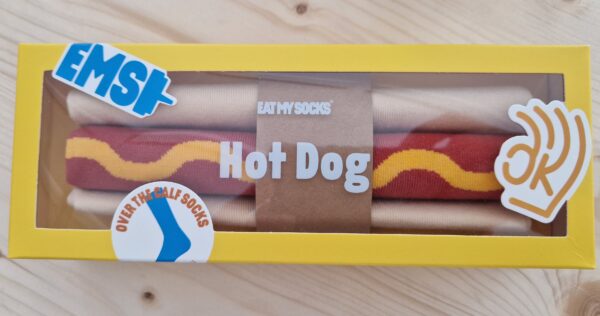 EMS
EAT MY SOCKS
Hot Dog
OK
OVER THE CALF SOCKS